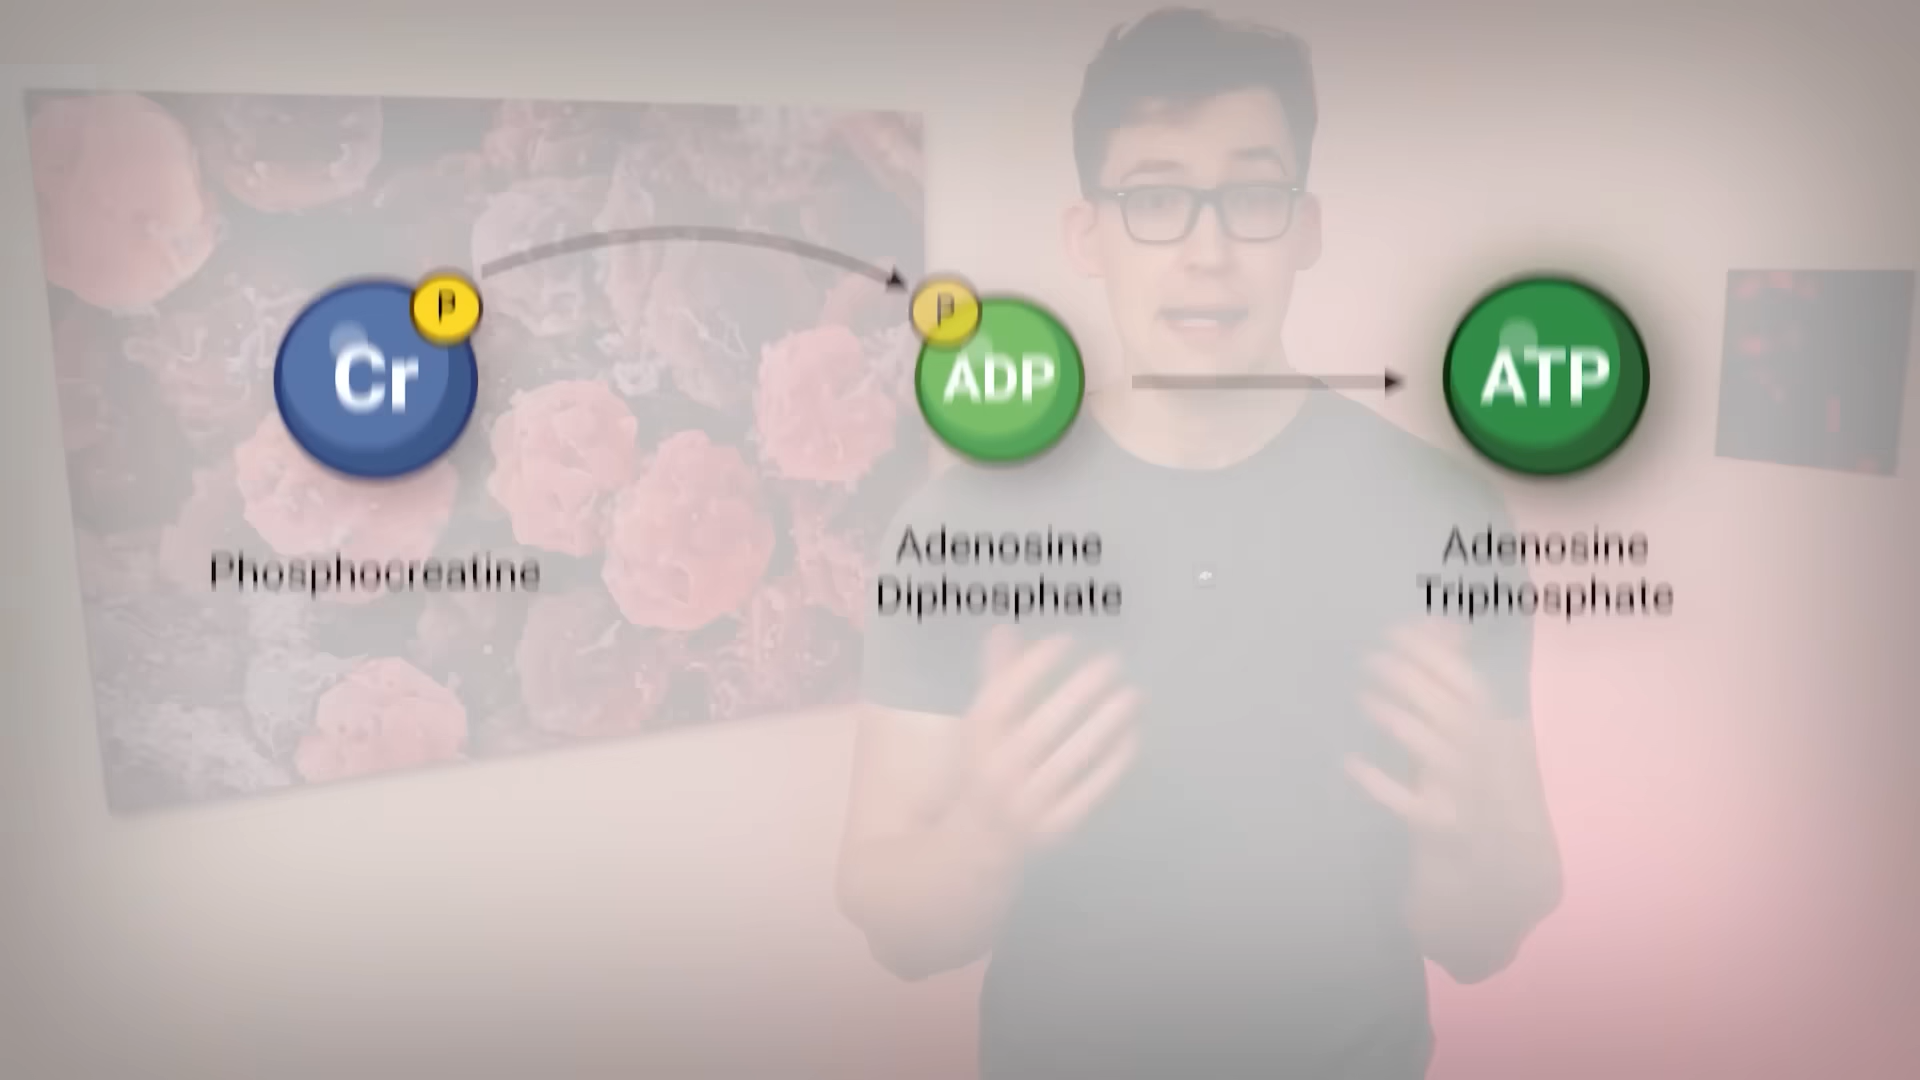 P
P
Cr
ADP
ATP
Phosphocreatine
Adenosine
Diphosphate
Adenosine
Triphosphate